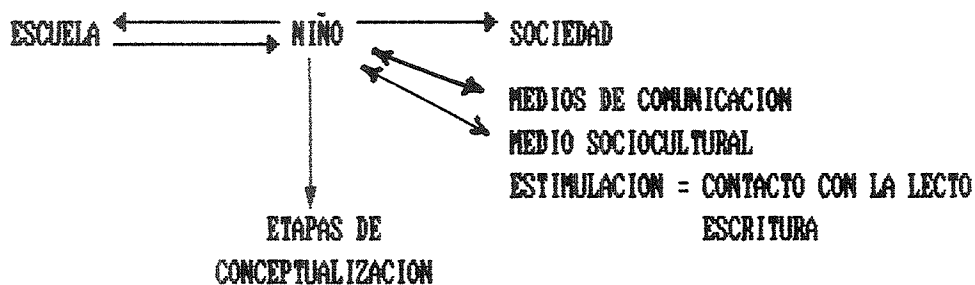 ESCUELA NIÑO SOCIEDAD
MEDIOS DE COMUNICACION
MEDIO SOCIOCULTURAL
ESTIMULACION = CONTACTO CON LA LECTO
ESCRITURA
ETAPAS DE
CONCEPTUALIZACION